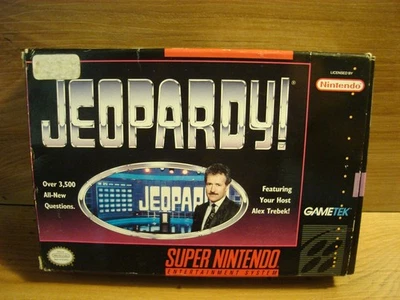 LICENSED BY
Nintendo
JEOPARDY!
Over 3,500
All-New
Questions.
JEOPAR
Featuring
Your Host
Alex Trebek!
GAMETEK
SUPER NINTENDO
ENTERTAINMENT SYSTEM